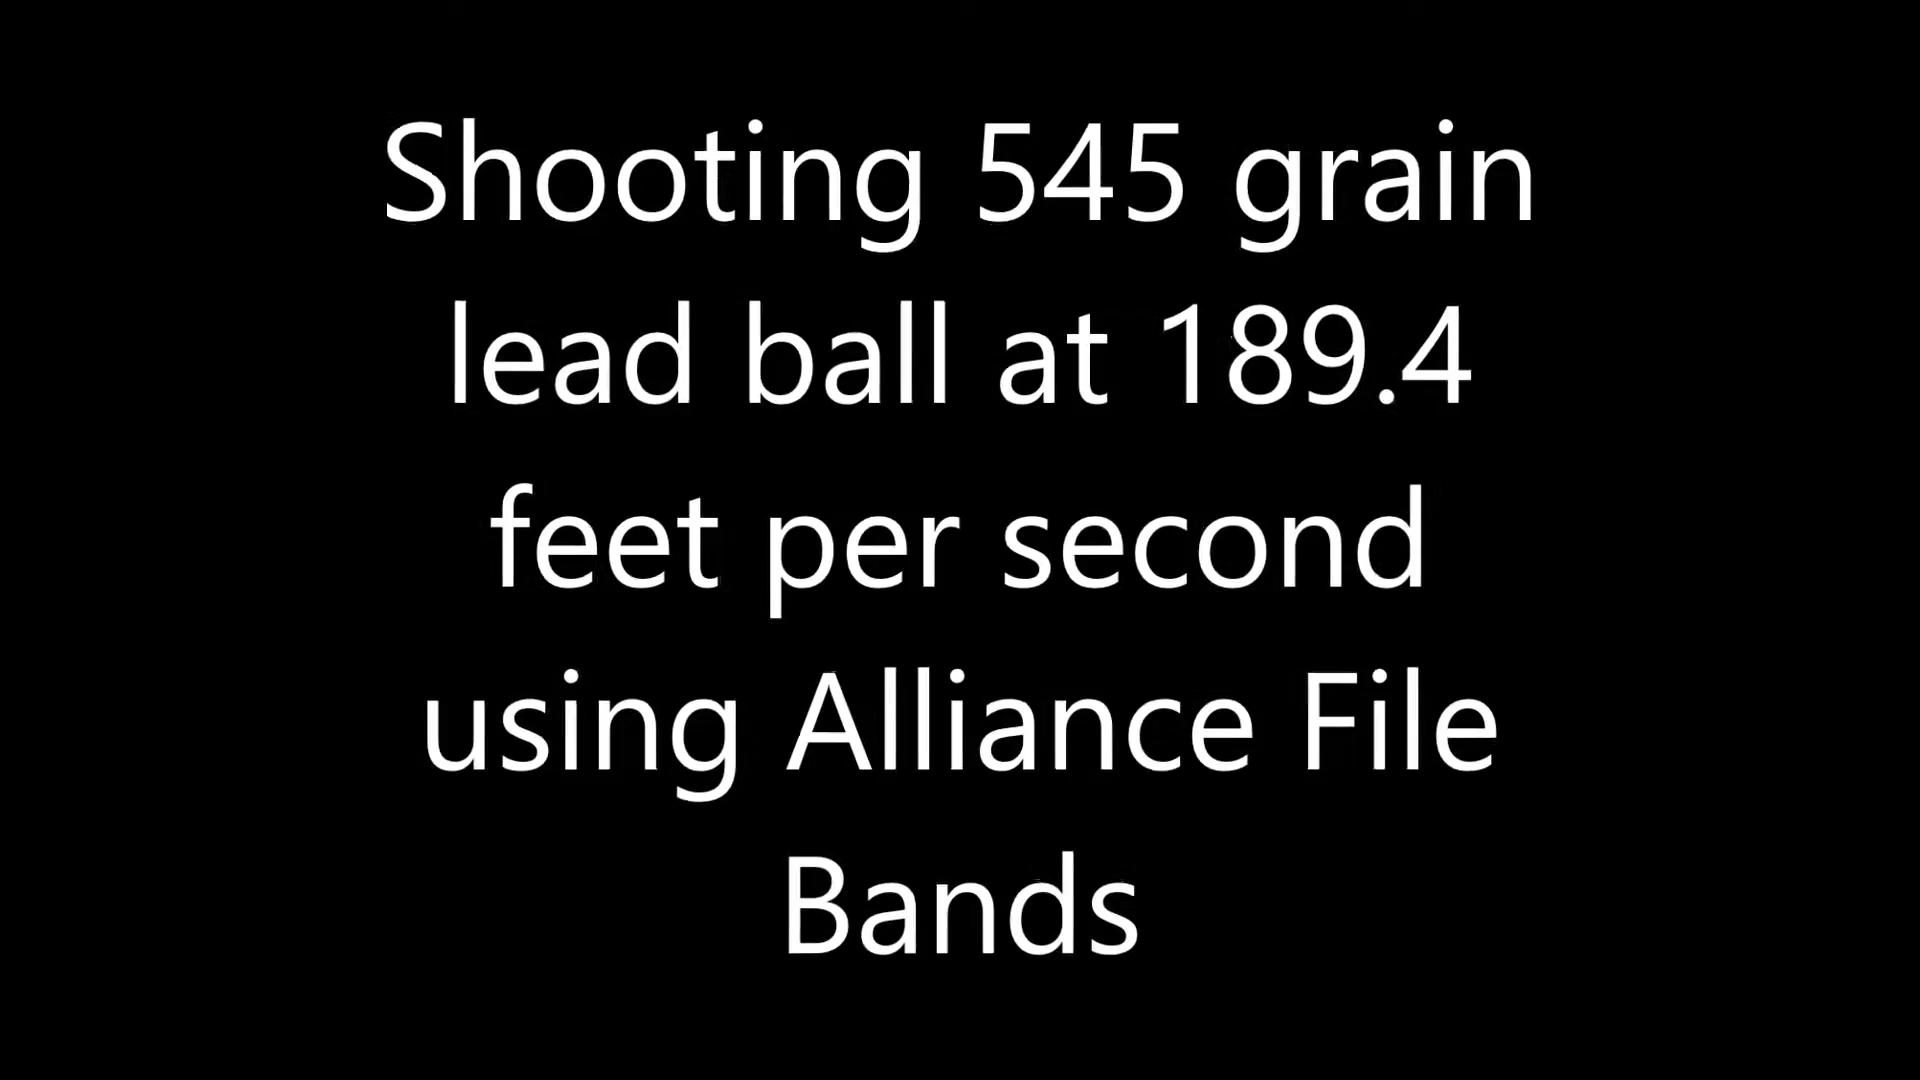 Shooting 545 grain
lead ball at 189.4
feet per second
using Alliance File
Bands